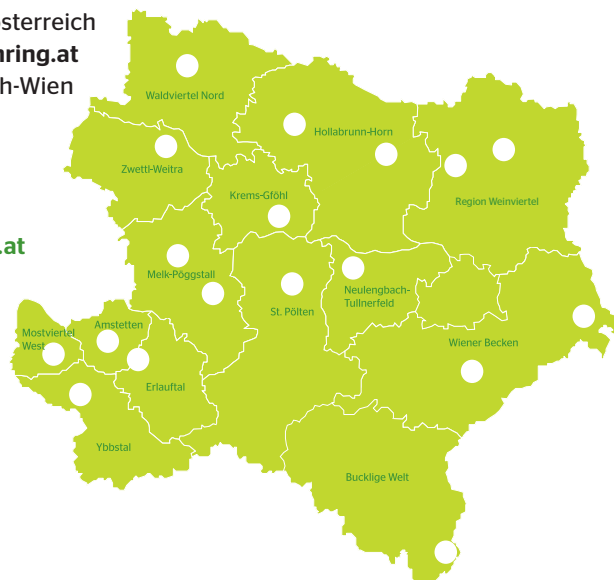 sterreich
ring.at
h-Wien
.at
Waldviertel Nord
Hollabrunn-Horn
Zwettl-Weitra
Krems-Gföhl
Region Weinviertel
Melk-Pöggstall
Neulengbach-
Tullnerfeld
St. Pölten
Mostviertel
West
Amstetten
Wiener Becken
Erlauftal
Ybbstal
Bucklige Welt